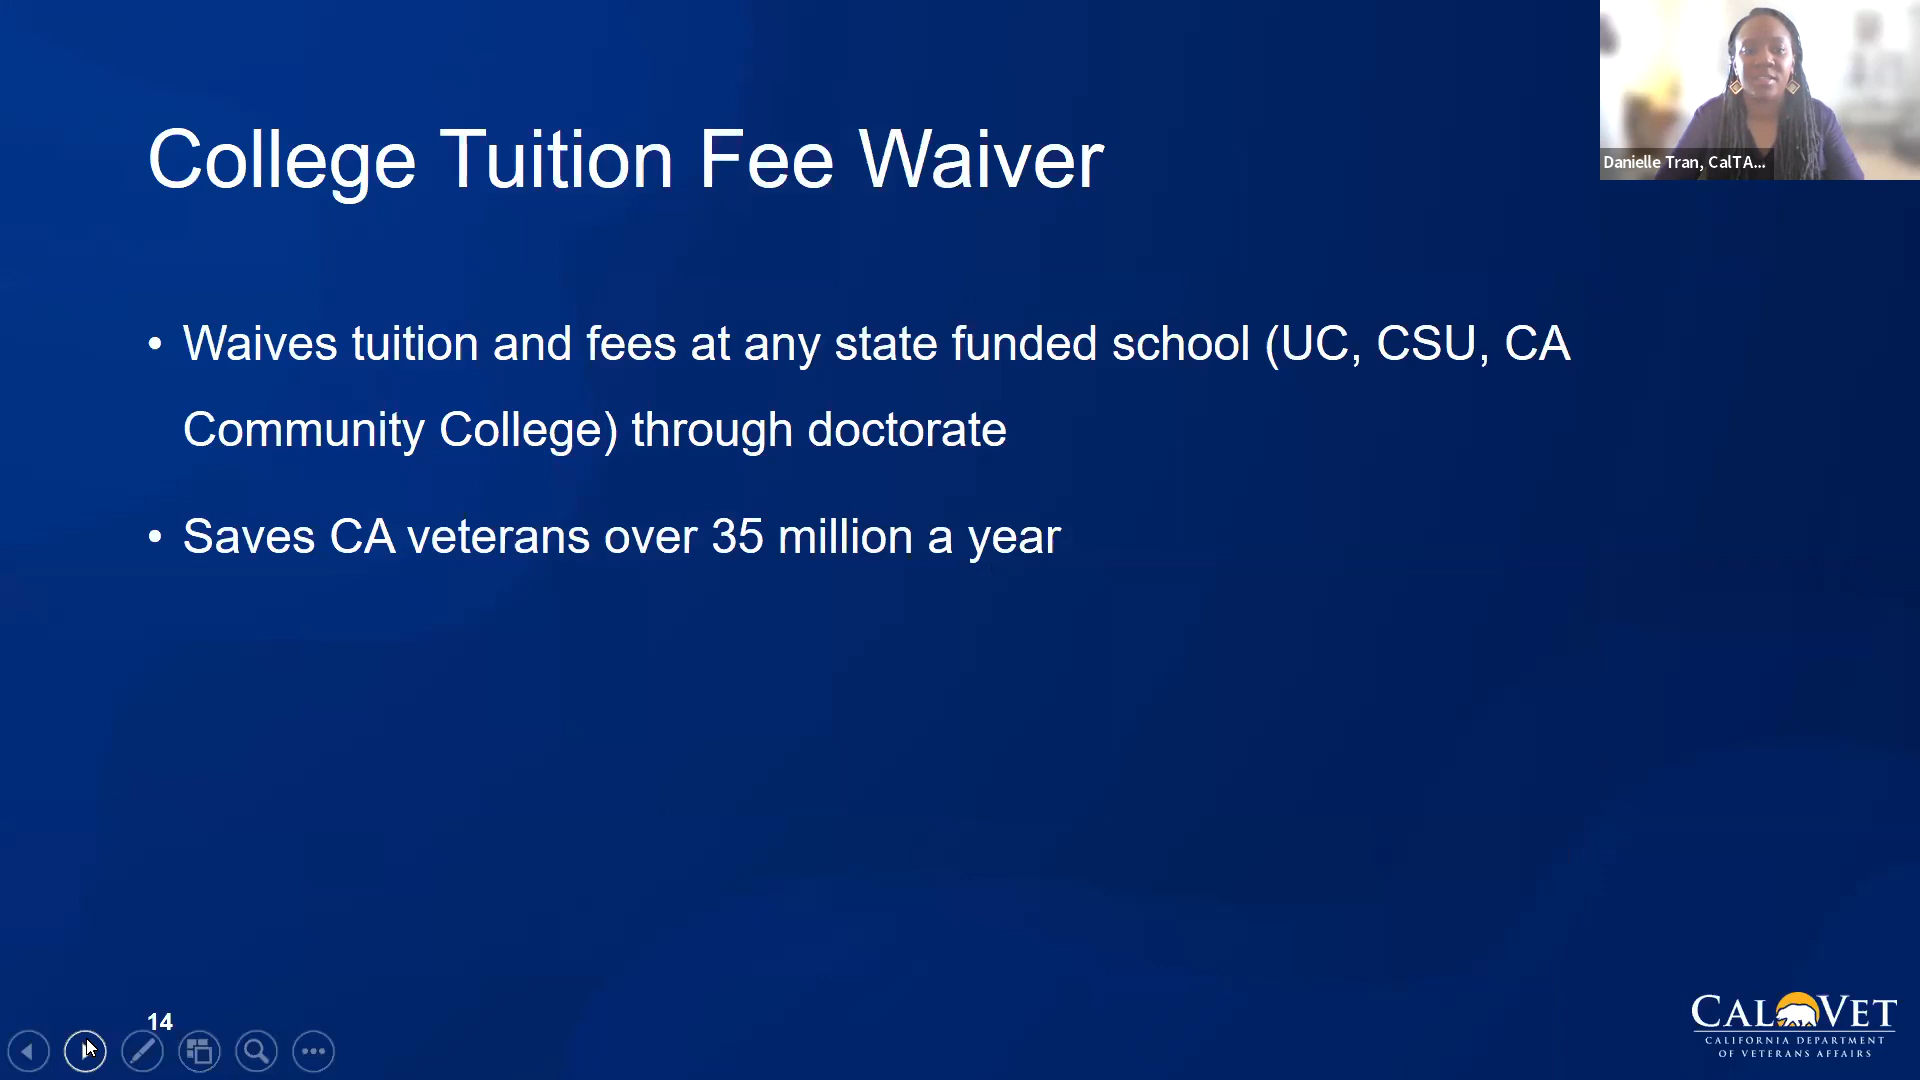 Danielle Tran, CalTA...
College Tuition Fee Waiver
• Waives tuition and fees at any state funded school (UC, CSU, CA
Community College) through doctorate
• Saves CA veterans over 35 million a year
14
CALVET
CALIFORNIA DEPARTMENT
OF VETERANS AFFAIRS